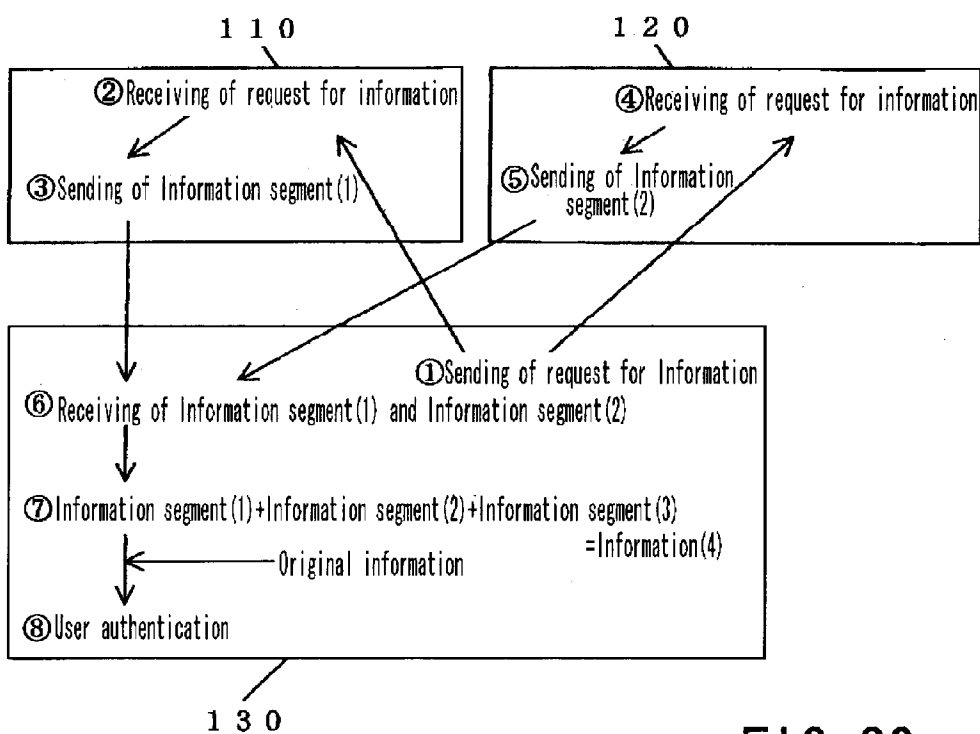 110
120
②Receiving of request for information
④Receiving of request for information
③Sending of Information segment(1)
⑤Sending of Information
segment(2)
①Sending of request for Information
⑥Receiving of Information segment(1) and Information segment(2)
⑦Information segment(1)+Information segment(2)+Information segment(3)
=Information(4)
Original information
⑧User authentication
130